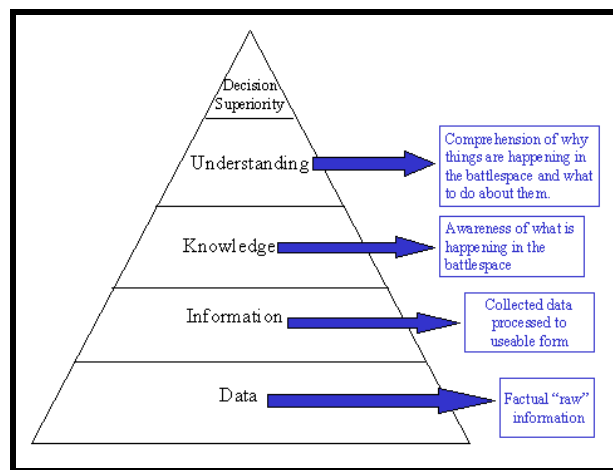 Decision
Superiority
Understanding
Comprehension of why
things are happening in
the battlespace and what
to do about them.
Knowledge
Awareness of what is
happening in the
battlespace
Information
Collected data
processed to
useable form
Data
Factual “raw”
information